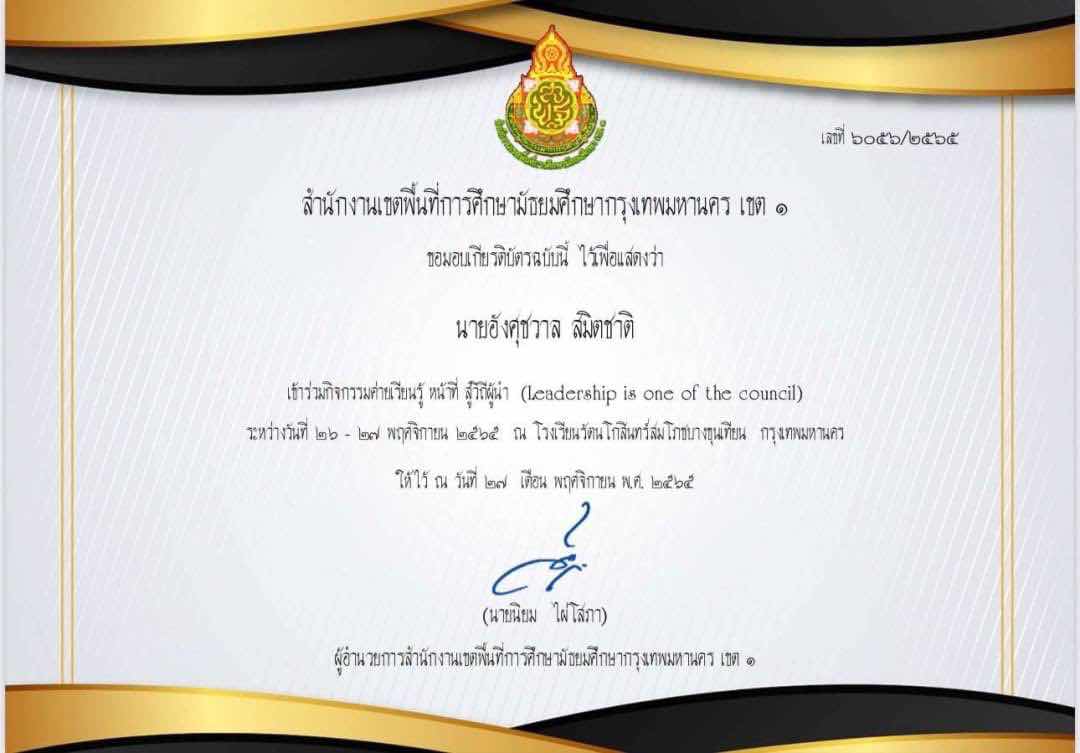 เลขที่ ๖๐๕๖/๒๕๖๕
สำนักงานเขตพื้นที่การศึกษามัธยมศึกษากรุงเทพมหานคร เขต ๑
ขอมอบเกียรติบัตรฉบับนี้ ไว้เพื่อแสดงว่า
นายอังศุชวาล สมิตชาติ
เข้าร่วมกิจกรรมค่ายเรียนรู้ หน้าที่ สู่วิถีผู้นำ (Leadership is one of the council)
ระหว่างวันที่ ๒๖ - ๒๗ พฤศจิกายน ๒๕๖๕ ณ โรงเรียนรัตนโกสินทร์สมโภชบางขุนเทียน กรุงเทพมหานคร
ให้ไว้ ณ วันที่ ๒๗ เดือน พฤศจิกายน พ.ศ. ๒๕๖๕
(นายนิยม ไผ่โสภา)
ผู้อำนวยการสำนักงานเขตพื้นที่การศึกษามัธยมศึกษากรุงเทพมหานคร เขต ๑